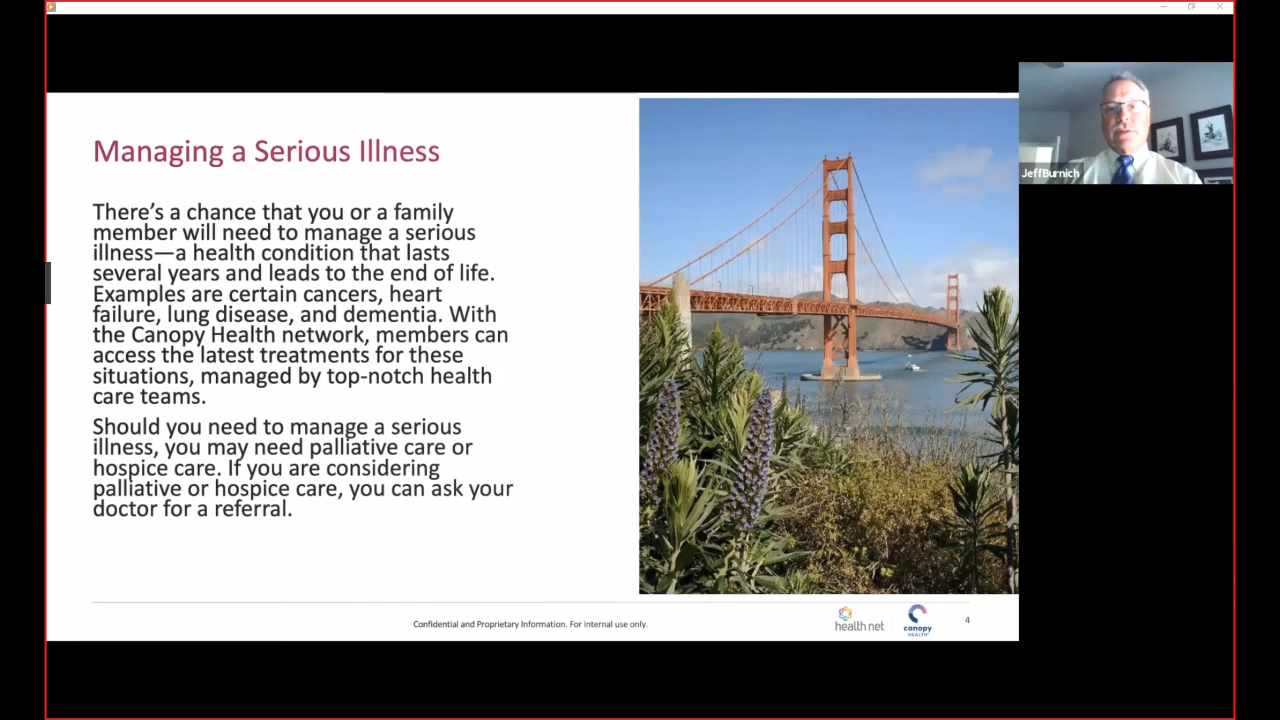 Managing a Serious Illness
There's a chance that you or a family
member will need to manage a serious
illness—a health condition that lasts
several years and leads to the end of life.
Examples are certain cancers, heart
failure, lung disease, and dementia. With
the Canopy Health network, members can
access the latest treatments for these
situations, managed by top-notch health
care teams.
Should you need to manage a serious
illness, you may need palliative care or
hospice care. If you are considering
palliative or hospice care, you can ask your
doctor for a referral.
JeffBurnich
Confidential and Proprietary Information. For internal use only.
health net
canopy
HEALTH
4